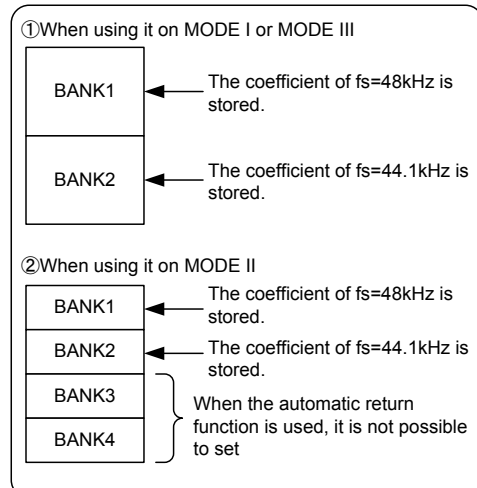 ①When using it on MODE I or MODE III
BANK1
The coefficient of fs=48kHz is
stored.
BANK2
The coefficient of fs=44.1kHz is
stored.
②When using it on MODE II
BANK1
The coefficient of fs=48kHz is
stored.
BANK2
The coefficient of fs=44.1kHz is
stored.
BANK3
BANK4
When the automatic return
function is used, it is not possible
to set